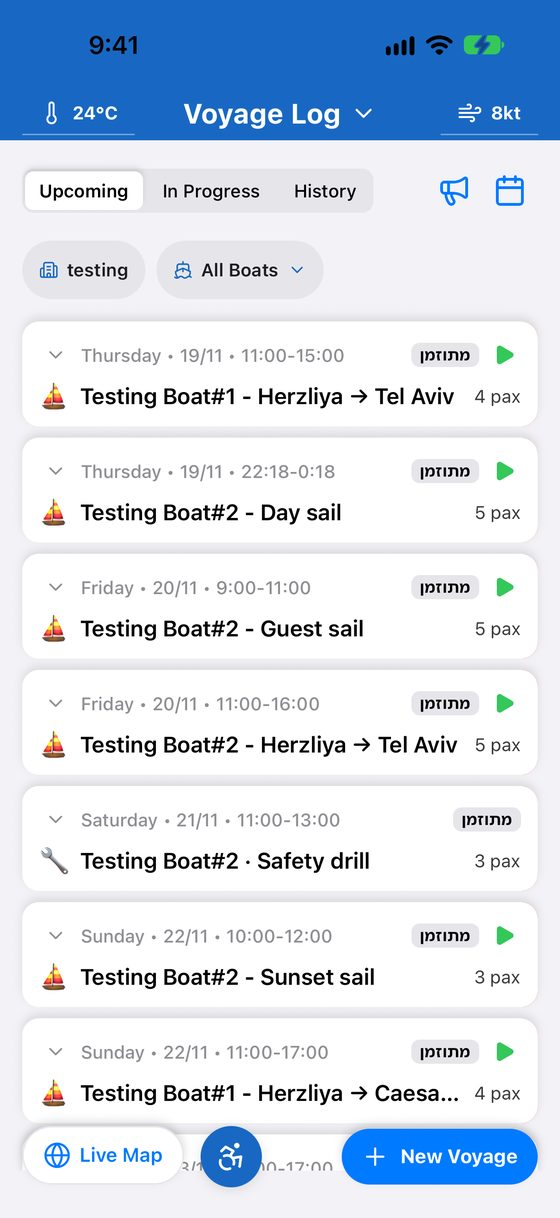 9:41
24°C Voyage Log 8kt
Upcoming In Progress History
testing All Boats
Thursday • 19/11 • 11:00-15:00 מתוזמן
Testing Boat#1 - Herzliya → Tel Aviv 4 pax
Thursday • 19/11 • 22:18-0:18 מתוזמן
Testing Boat#2 - Day sail 5 pax
Friday • 20/11 • 9:00-11:00 מתוזמן
Testing Boat#2 - Guest sail 5 pax
Friday • 20/11 • 11:00-16:00 מתוזמן
Testing Boat#2 - Herzliya → Tel Aviv 5 pax
Saturday • 21/11 • 11:00-13:00 מתוזמן
Testing Boat#2 · Safety drill 3 pax
Sunday • 22/11 • 10:00-12:00 מתוזמן
Testing Boat#2 - Sunset sail 3 pax
Sunday • 22/11 • 11:00-17:00 מתוזמן
Testing Boat#1 - Herzliya → Caesa... 4 pax
Live Map New Voyage